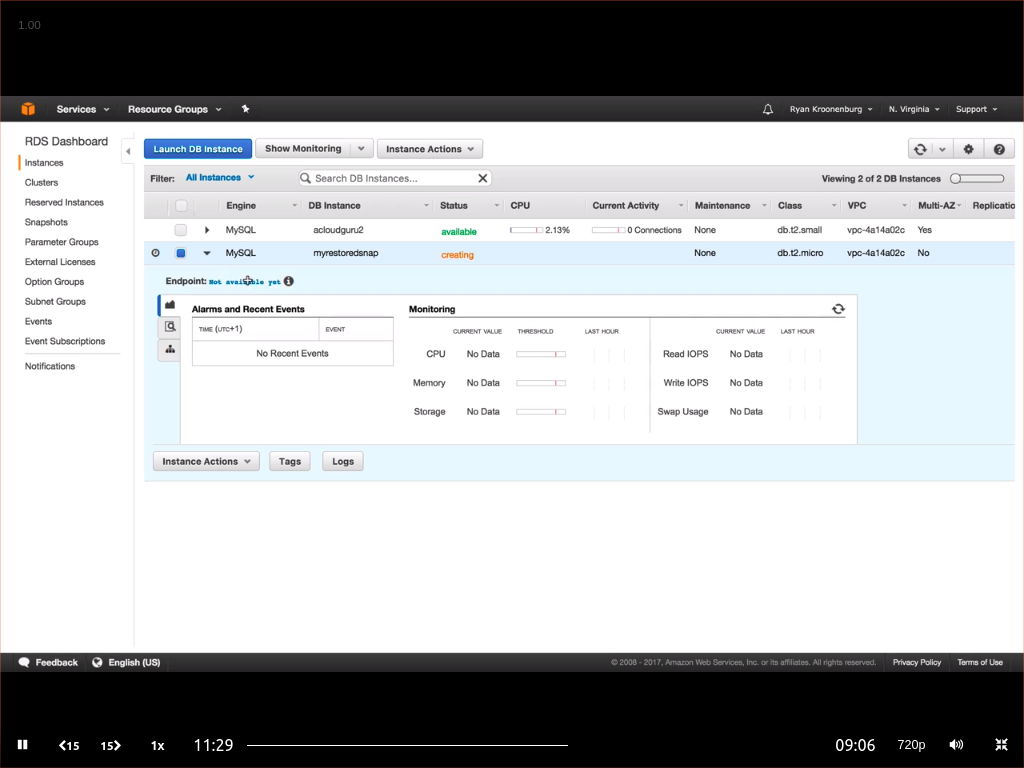 1.00
Services Resource Groups Ryan Kroonenburg N. Virginia Support
RDS Dashboard
Instances
Clusters
Reserved Instances
Snapshots
Parameter Groups
External Licenses
Option Groups
Subnet Groups
Events
Event Subscriptions
Notifications
Launch DB Instance Show Monitoring Instance Actions
Filter: All Instances Search DB Instances... Viewing 2 of 2 DB Instances
Engine DB Instance Status CPU Current Activity Maintenance Class VPC Multi-AZ Replicatio
MySQL acloudguru2 available 2.13% 0 Connections None db.t2.small vpc-4a14a02c Yes
MySQL myrestoredsnap creating None db.t2.micro vpc-4a14a02c No
Endpoint: Not available yet
Alarms and Recent Events
TIME (UTC+1) EVENT
No Recent Events
Monitoring
CURRENT VALUE THRESHOLD LAST HOUR CURRENT VALUE LAST HOUR
CPU No Data Read IOPS No Data
Memory No Data Write IOPS No Data
Storage No Data Swap Usage No Data
Instance Actions Tags Logs
Feedback English (US) © 2008 - 2017, Amazon Web Services, Inc. or its affiliates. All rights reserved. Privacy Policy Terms of Use
15 15 1x 11:29 09:06 720p